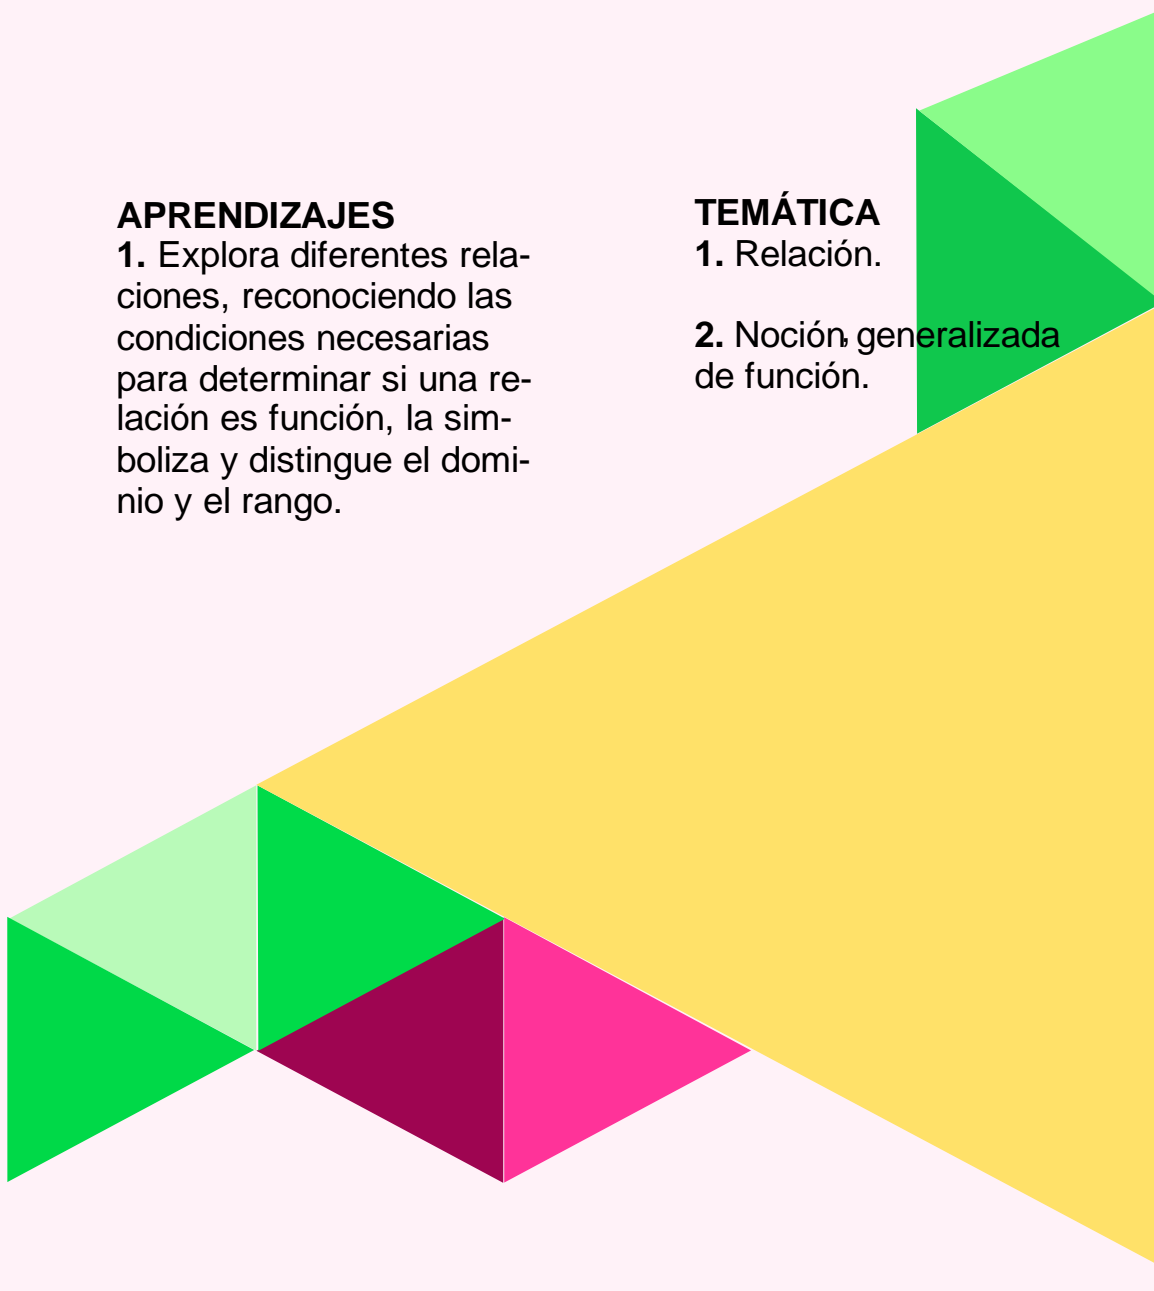 APRENDIZAJES
1. Explora diferentes rela-
ciones, reconociendo las
condiciones necesarias
para determinar si una re-
lación es función, la sim-
boliza y distingue el domi-
nio y el rango.
TEMÁTICA
1. Relación.
2. Noción, generalizada
de función.